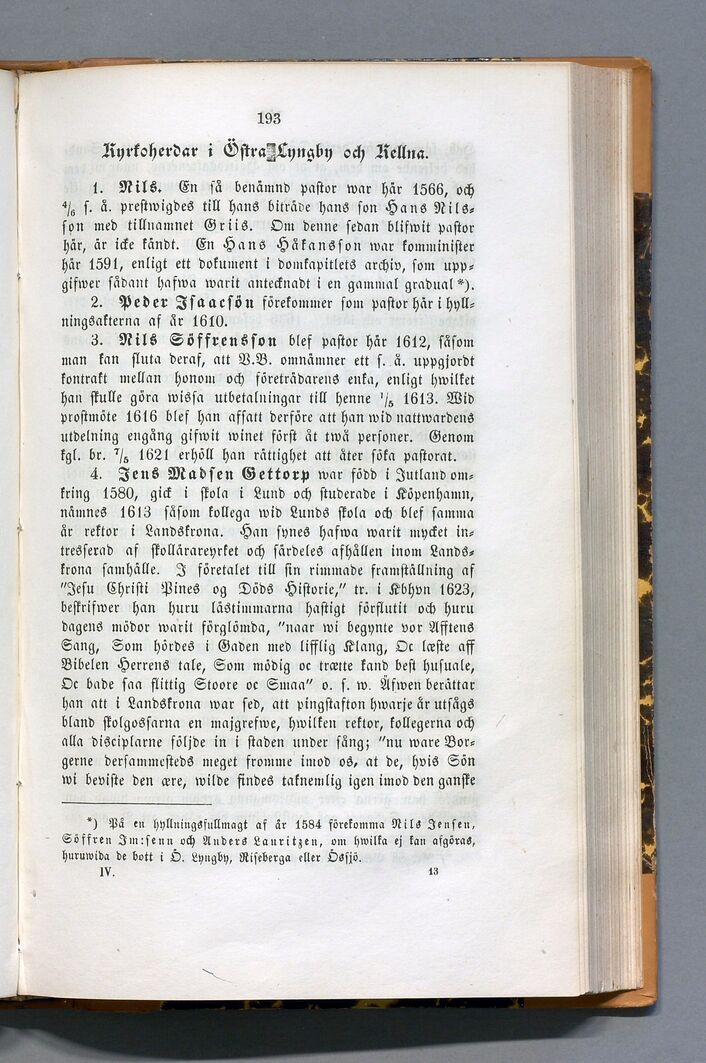 193
Kyrkoherdar i Östra Lyngby och Kellna.
1. Nils. En så benämnd pastor war här 1566, och
4/6 s. å. prestwigdes till hans biträde hans son Hans Nils-
son med tillnamnet Griis. Om denne sedan blifwit pastor
här, är icke kändt. En Hans Håkansson war komminister
här 1591, enligt ett dokument i domkapitlets archiv, som upp-
gifwer sådant hafwa warit antecknadt i en gammal gradual *).
2. Peder Isaacsön förekommer som pastor här i hyll-
ningsakterna af år 1610.
3. Nils Söffrensson blef pastor här 1612, såsom
man kan sluta deraf, att V.B. omnämner ett s. å. uppgjordt
kontrakt mellan honom och företrädarens enka, enligt hwilket
han skulle göra wissa utbetalningar till henne 1/5 1613. Wid
prostmöte 1616 blef han afsatt derföre att han wid nattwardens
utdelning engång gifwit winet först åt twå personer. Genom
kgl. br. 7/5 1621 erhöll han rättighet att åter söka pastorat.
4. Jens Madsen Gettorp war född i Jutland om-
kring 1580, gick i skola i Lund och studerade i Köpenhamn,
nämnes 1613 såsom kollega wid Lunds skola och blef samma
år rektor i Landskrona. Han synes hafwa warit mycket in-
tresserad af skollärareyrket och särdeles afhållen inom Lands-
krona samhälle. I företalet till sin rimmade framställning af
"Jesu Christi Pines og Döds Historie," tr. i Kbhvn 1623,
beskrifwer han huru lästimmarna hastigt förflutit och huru
dagens mödor warit förglömda, "naar wi begynte vor Afftens
Sang, Som hördes i Gaden med lifflig Klang, Oc læste aff
Bibelen Herrens tale, Som mödig oc trætte kand best husuale,
Oc bade saa flittig Stoore oc Smaa" o. s. w. Äfwen berättar
han att i Landskrona war sed, att pingstafton hwarje år utsågs
bland skolgossarna en majgrefwe, hwilken rektor, kollegerna och
alla disciplarne följde in i staden under sång; "nu ware Bor-
gerne dersammesteds meget fromme imod os, at de, hvis Sön
wi beviste den ære, wilde findes taknemlig igen imod den ganske
*) På en hyllningsfullmagt af år 1584 förekomma Nils Jensen,
Söffren Im:senn och Anders Lauritzen, om hwilka ej kan afgöras,
huruwida de bott i Ö. Lyngby, Riseberga eller Össjö.
IV. 13